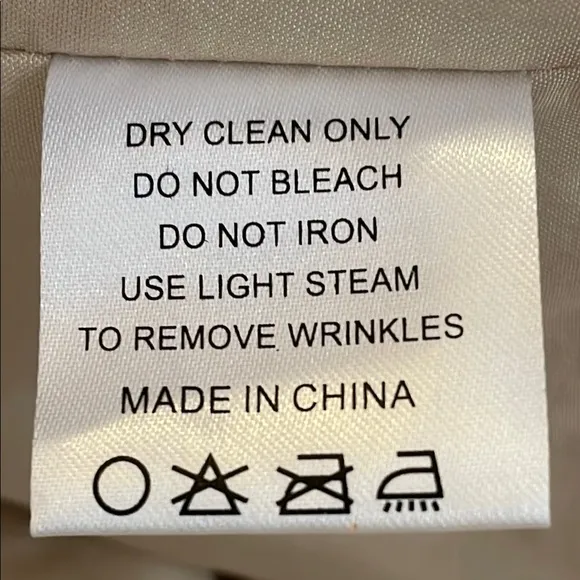 DRY CLEAN ONLY
DO NOT BLEACH
DO NOT IRON
USE LIGHT STEAM
TO REMOVE WRINKLES
MADE IN CHINA